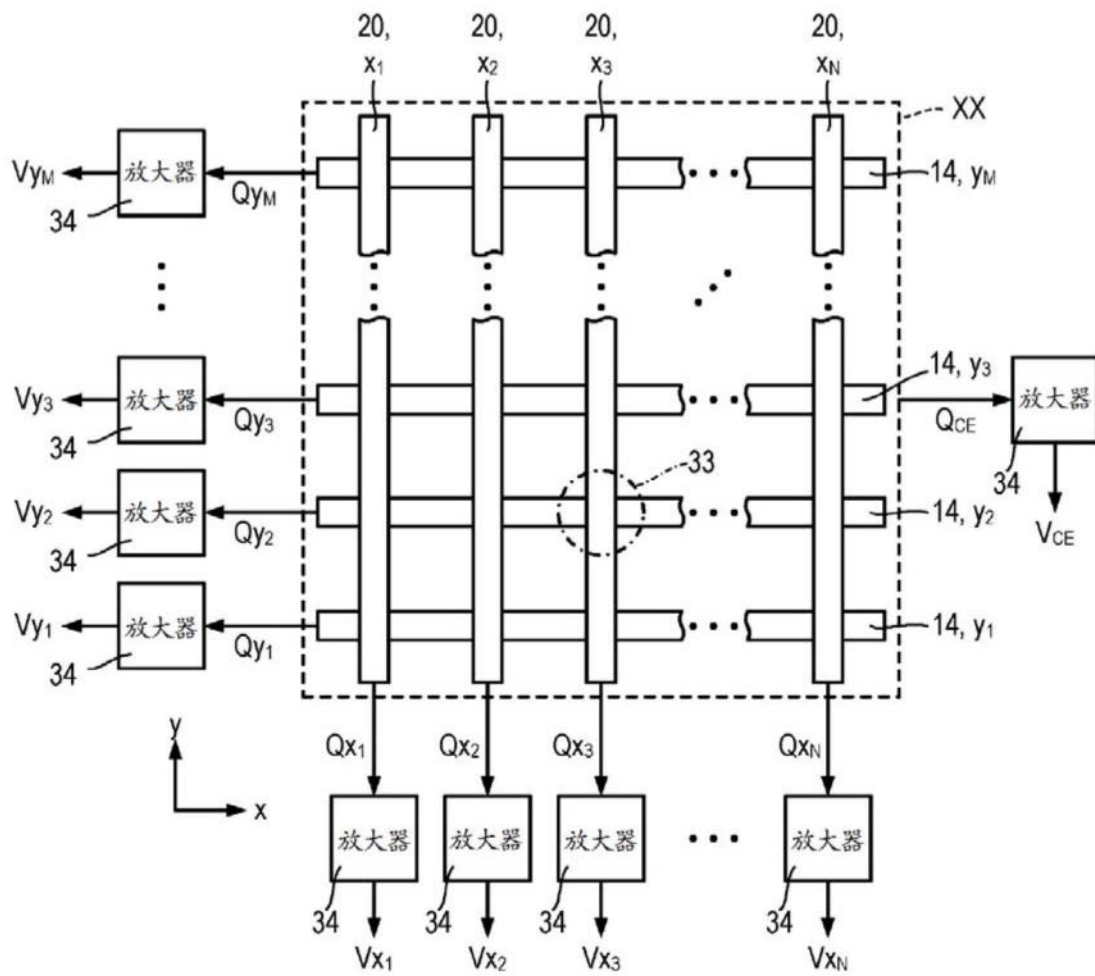 20, 20, 20, 20,
x1 x2 x3 xN
XX
VyM 放大器 QyM 14, yM
34
Vy3 放大器 Qy3 14, y3 QCE 放大器
34 34
33
Vy2 放大器 Qy2 14, y2 VCE
34
Vy1 放大器 Qy1 14, y1
34
y
x
Qx1 Qx2 Qx3 QxN
放大器 放大器 放大器 放大器
34 34 34 34
Vx1 Vx2 Vx3 VxN